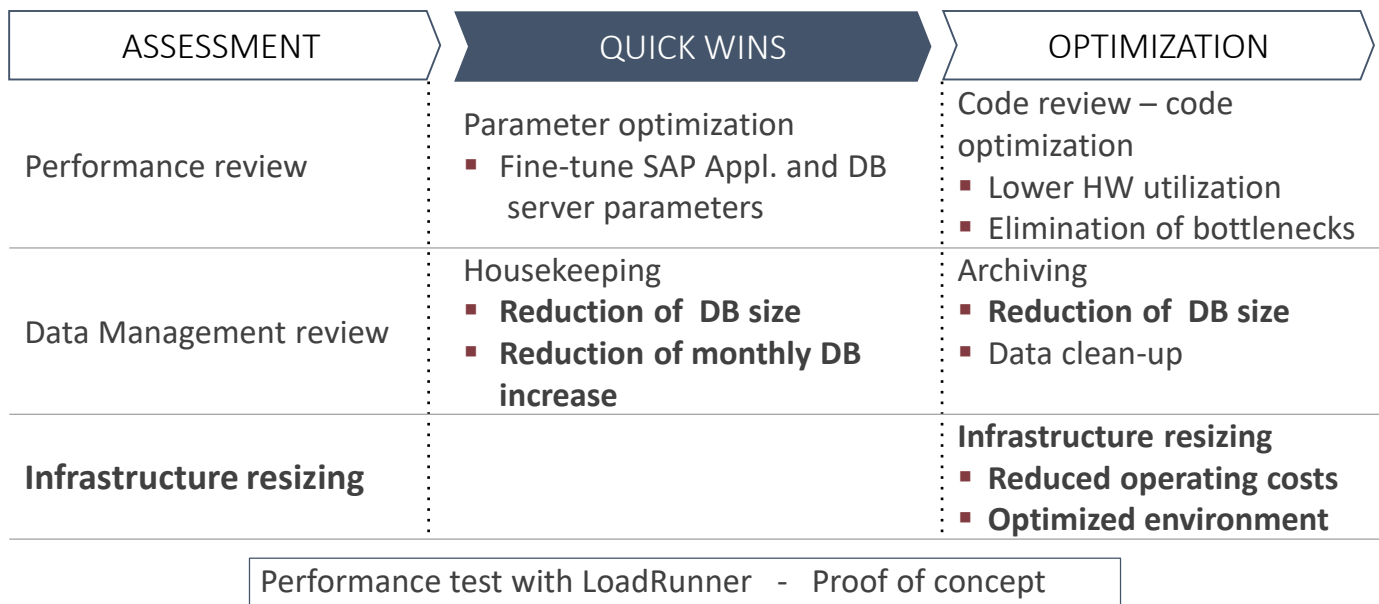 ASSESSMENT
QUICK WINS
OPTIMIZATION
Performance review
Parameter optimization
▪ Fine-tune SAP Appl. and DB
server parameters
Code review – code
optimization
▪ Lower HW utilization
▪ Elimination of bottlenecks
Data Management review
Housekeeping
▪ Reduction of DB size
▪ Reduction of monthly DB
increase
Archiving
▪ Reduction of DB size
▪ Data clean-up
Infrastructure resizing
Infrastructure resizing
▪ Reduced operating costs
▪ Optimized environment
Performance test with LoadRunner - Proof of concept